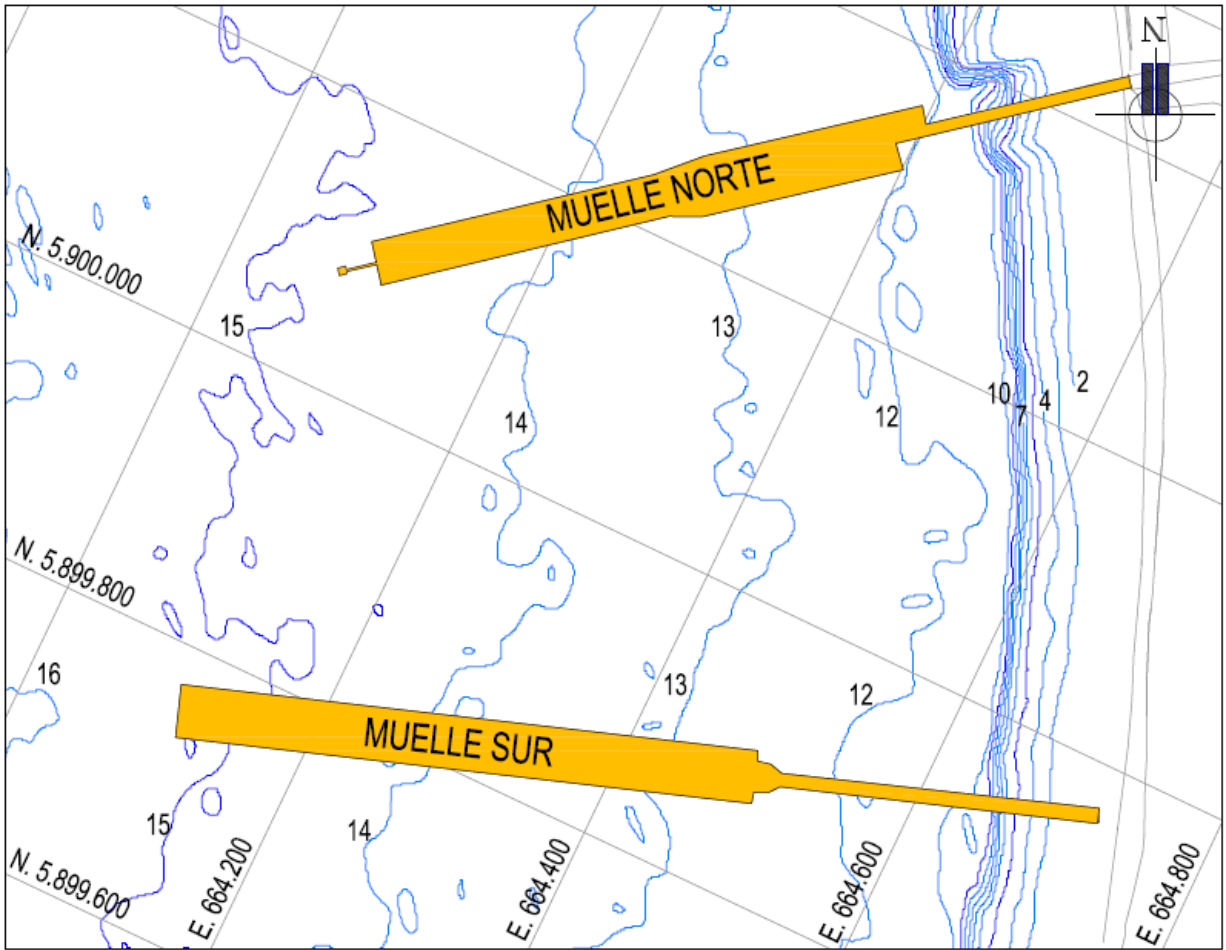 N
MUELLE NORTE
N. 5.900.000
15
13
14
12
10
7
4
2
N. 5.899.800
16
13
12
MUELLE SUR
15
14
N. 5.899.600
E. 664.200
E. 664.400
E. 664.600
E. 664.800